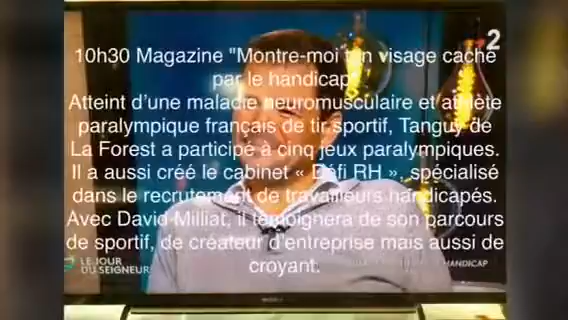 2
10h30 Magazine "Montre-moi ton visage caché
par le handicap"
Atteint d'une maladie neuromusculaire et athlète
paralympique français de tir sportif, Tanguy de
La Forest a participé à cinq jeux paralympiques.
Il a aussi créé le cabinet « Défi RH », spécialisé
dans le recrutement de travailleurs handicapés.
Avec David Milliat, il témoignera de son parcours
de sportif, de créateur d'entreprise mais aussi de
croyant.
LE JOUR
DU SEIGNEUR
HANDICAP